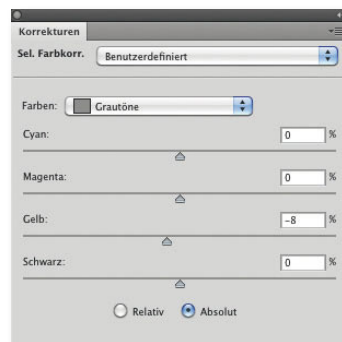 Korrekturen
Sel. Farbkorr. Benutzerdefiniert
Farben: Grautöne
Cyan: 0 %
Magenta: 0 %
Gelb: -8 %
Schwarz: 0 %
Relativ Absolut